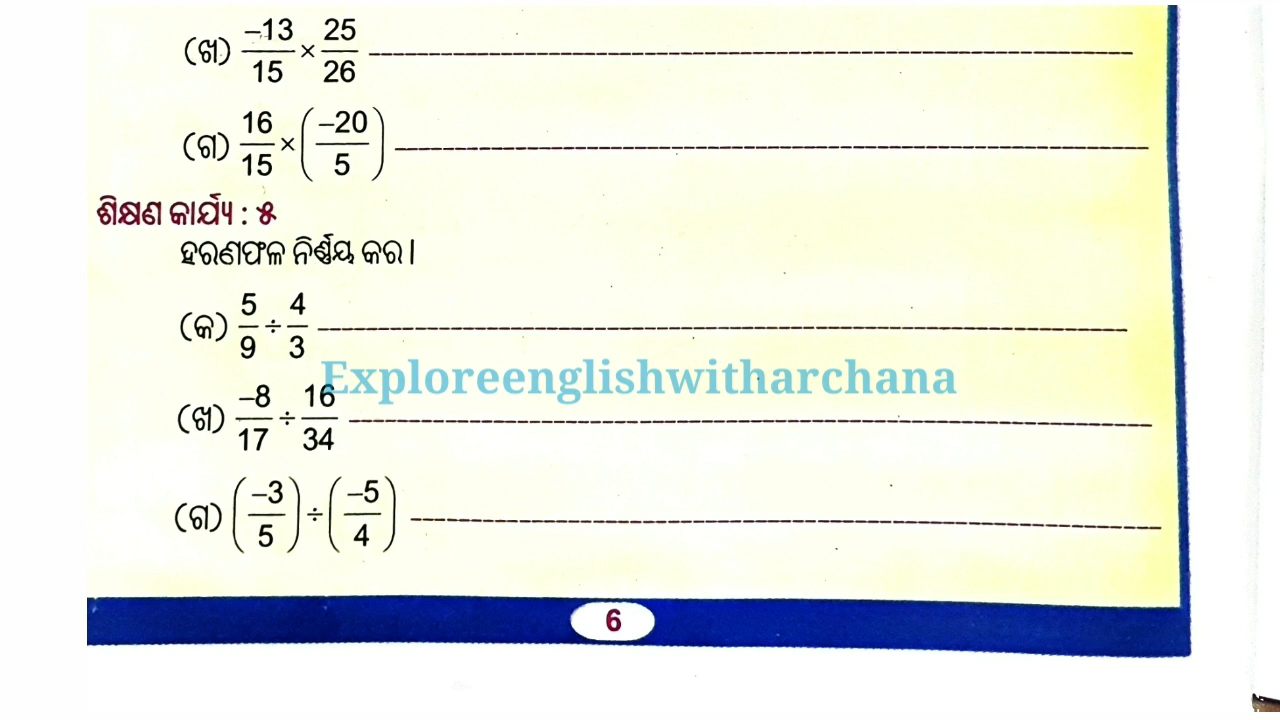 (ଖ) –13/15 × 25/26
(ଗ) 16/15 × (–20/5)
ଶିକ୍ଷଣ କାର୍ଯ୍ୟ : ୫
ହରଣଫଳ ନିର୍ଣ୍ଣୟ କର।
(କ) 5/9 ÷ 4/3
Exploreenglishwitharchana
(ଖ) –8/17 ÷ 16/34
(ଗ) (–3/5) ÷ (–5/4)
6